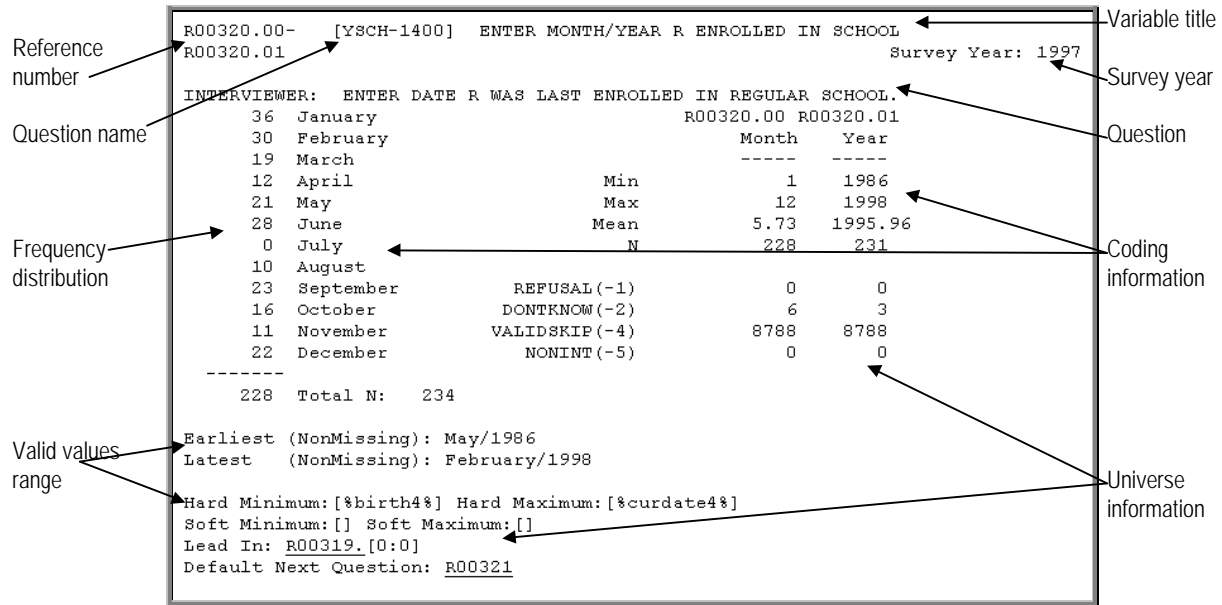 R00320.00- [YSCH-1400] ENTER MONTH/YEAR R ENROLLED IN SCHOOL
R00320.01 Survey Year: 1997
INTERVIEWER: ENTER DATE R WAS LAST ENROLLED IN REGULAR SCHOOL.
36 January R00320.00 R00320.01
30 February Month Year
19 March ----- -----
12 April Min 1 1986
21 May Max 12 1998
28 June Mean 5.73 1995.96
0 July N 228 231
10 August
23 September REFUSAL(-1) 0 0
16 October DONTKNOW(-2) 6 3
11 November VALIDSKIP(-4) 8788 8788
22 December NONINT(-5) 0 0
-------
228 Total N: 234
Earliest (NonMissing): May/1986
Latest (NonMissing): February/1998
Hard Minimum:[%birth4%] Hard Maximum:[%curdate4%]
Soft Minimum:[] Soft Maximum:[]
Lead In: R00319.[0:0]
Default Next Question: R00321
Reference
number
Question name
Frequency
distribution
Valid values
range
Variable title
Survey year
Question
Coding
information
Universe
information